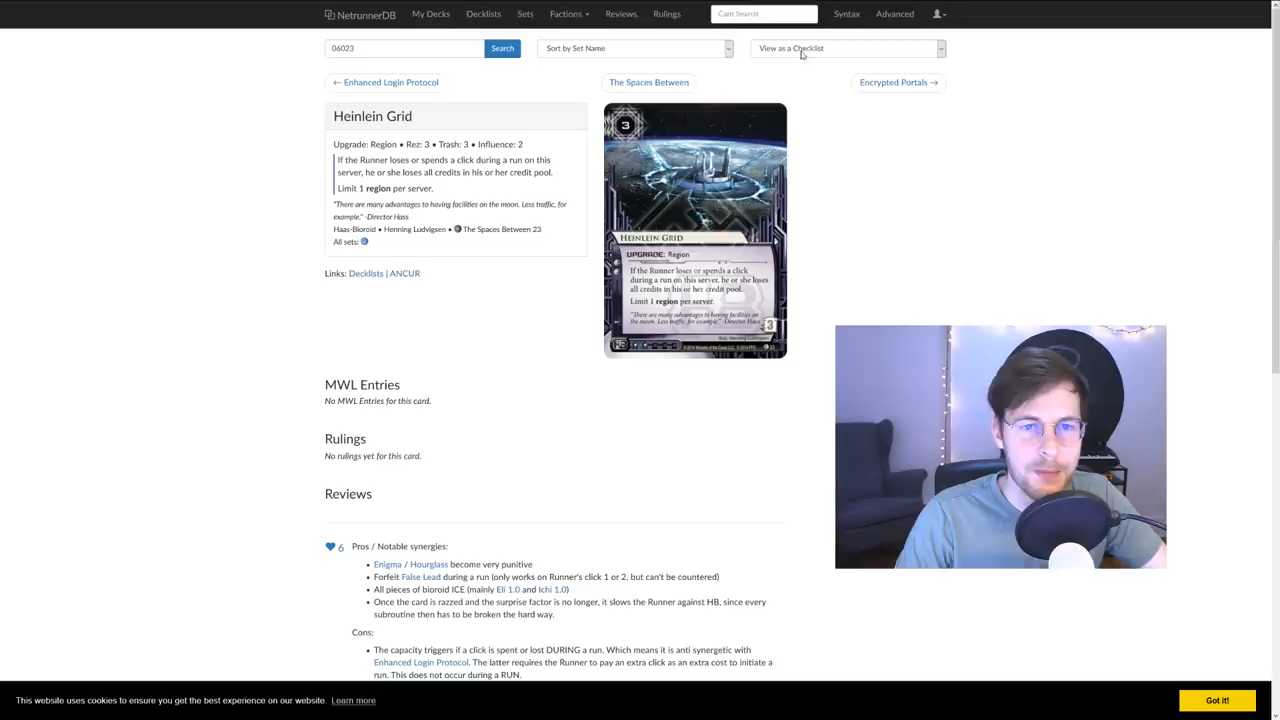 NetrunnerDB My Decks Decklists Sets Factions Reviews Rulings Card Search Syntax Advanced
06023 Search Sort by Set Name View as a Checklist
← Enhanced Login Protocol The Spaces Between Encrypted Portals →
Heinlein Grid
Upgrade: Region • Rez: 3 • Trash: 3 • Influence: 2
If the Runner loses or spends a click during a run on this
server, he or she loses all credits in his or her credit pool.
Limit 1 region per server.
"There are many advantages to having facilities on the moon. Less traffic, for
example." -Director Hass
Haas-Bioroid • Henning Ludvigsen • The Spaces Between 23
All sets:
Links: Decklists | ANCUR
3
HEINLEIN GRID
UPGRADE: Region
If the Runner loses or spends a click
during a run on this server, he or she loses
all credits in his or her credit pool.
Limit 1 region per server.
"There are many advantages to having facilities on
the moon. Less traffic, for example." -Director Hass
3
MWL Entries
No MWL Entries for this card.
Rulings
No rulings yet for this card.
Reviews
6 Pros / Notable synergies:
• Enigma / Hourglass become very punitive
• Forfeit False Lead during a run (only works on Runner's click 1 or 2, but can't be countered)
• All pieces of bioroid ICE (mainly Eli 1.0 and Ichi 1.0)
• Once the card is razzed and the surprise factor is no longer, it slows the Runner against HB, since every
subroutine then has to be broken the hard way.
Cons:
• The capacity triggers if a click is spent or lost DURING a run. Which means it is anti synergetic with
Enhanced Login Protocol. The latter requires the Runner to pay an extra click as an extra cost to initiate a
run. This does not occur during a RUN.
This website uses cookies to ensure you get the best experience on our website. Learn more Got it!